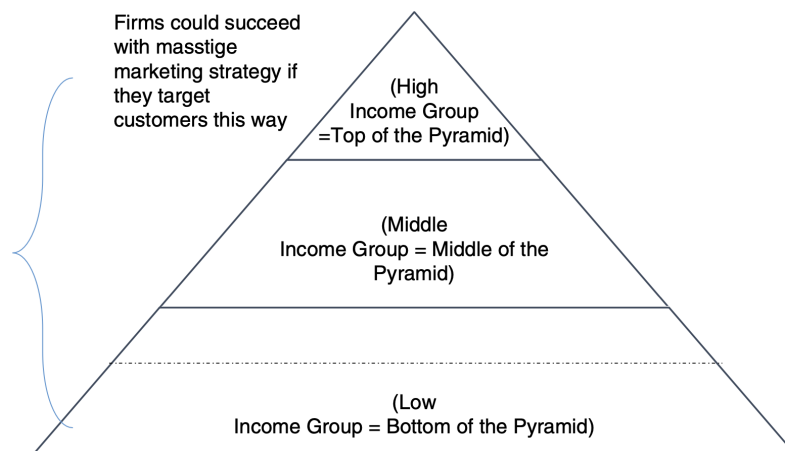 Firms could succeed
with masstige
marketing strategy if
they target
customers this way
(High
Income Group
=Top of the Pyramid)
(Middle
Income Group = Middle of the
Pyramid)
(Low
Income Group = Bottom of the Pyramid)